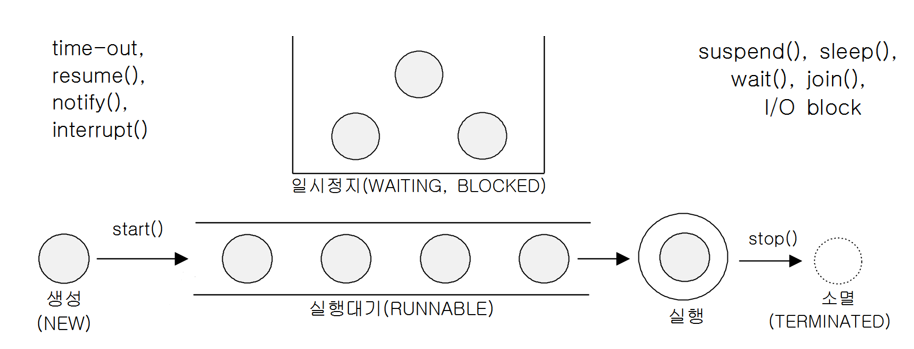 time-out,
resume(),
notify(),
interrupt()
suspend(), sleep(),
wait(), join(),
I/O block
일시정지(WAITING, BLOCKED)
start()
stop()
생성
(NEW)
실행대기(RUNNABLE)
실행
소멸
(TERMINATED)